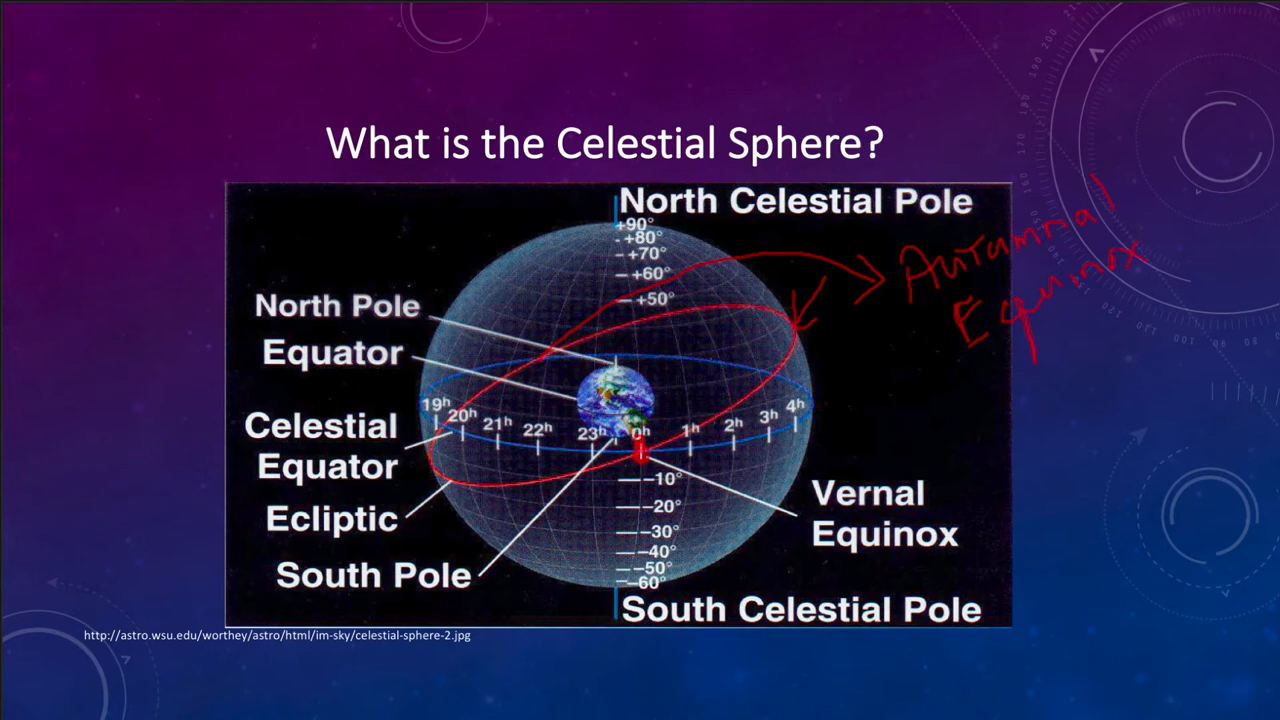 What is the Celestial Sphere?
North Celestial Pole
+90°
+80°
+70°
+60°
+50°
Autumnal
Equinox
North Pole
Equator
19h 20h 21h 22h 23h 0h 1h 2h 3h 4h
Celestial
Equator
Ecliptic
South Pole
-10°
-20°
-30°
-40°
-50°
-60°
Vernal
Equinox
South Celestial Pole
http://astro.wsu.edu/worthey/astro/html/im-sky/celestial-sphere-2.jpg